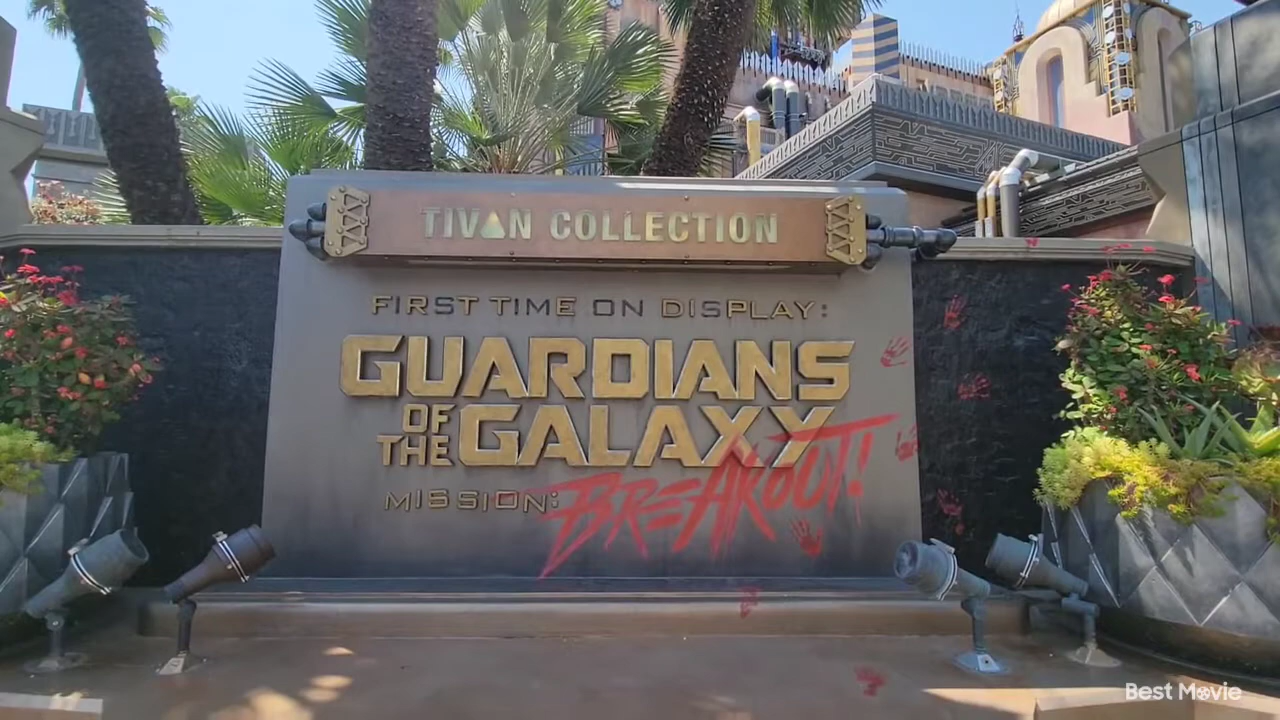 TIVAN COLLECTION
FIRST TIME ON DISPLAY:
GUARDIANS
OF THE GALAXY
MISSION: BREAKOUT!
Best Movie